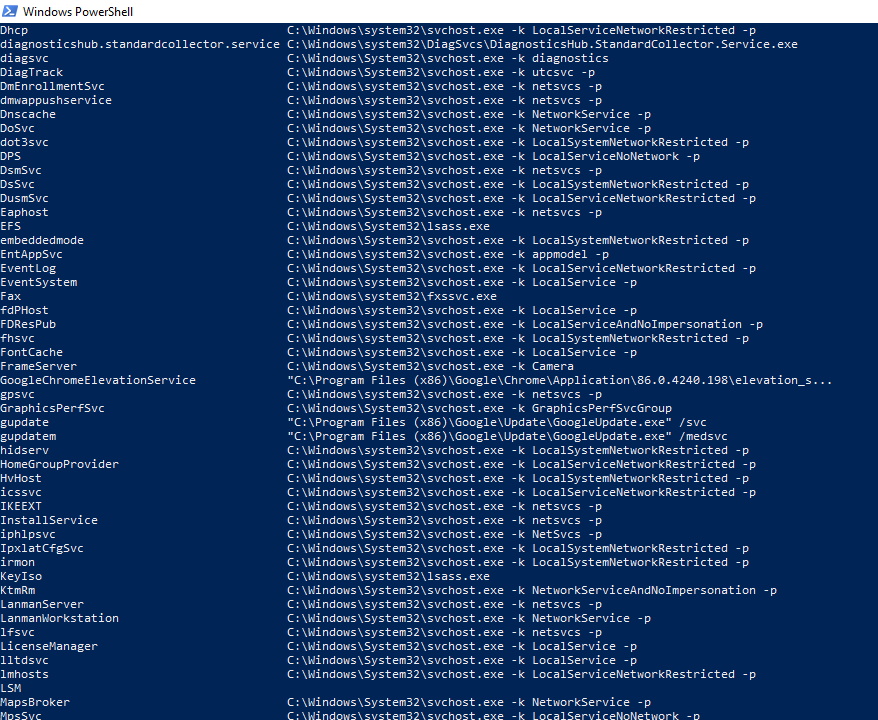 Windows PowerShell
Dhcp C:\Windows\system32\svchost.exe -k LocalServiceNetworkRestricted -p
diagnosticshub.standardcollector.service C:\Windows\system32\DiagSvcs\DiagnosticsHub.StandardCollector.Service.exe
diagsvc C:\Windows\System32\svchost.exe -k diagnostics
DiagTrack C:\Windows\System32\svchost.exe -k utcsvc -p
DmEnrollmentSvc C:\Windows\system32\svchost.exe -k netsvcs -p
dmwappushservice C:\Windows\system32\svchost.exe -k netsvcs -p
Dnscache C:\Windows\system32\svchost.exe -k NetworkService -p
DoSvc C:\Windows\System32\svchost.exe -k NetworkService -p
dot3svc C:\Windows\system32\svchost.exe -k LocalSystemNetworkRestricted -p
DPS C:\Windows\System32\svchost.exe -k LocalServiceNoNetwork -p
DsmSvc C:\Windows\system32\svchost.exe -k netsvcs -p
DsSvc C:\Windows\System32\svchost.exe -k LocalSystemNetworkRestricted -p
DusmSvc C:\Windows\System32\svchost.exe -k LocalServiceNetworkRestricted -p
Eaphost C:\Windows\System32\svchost.exe -k netsvcs -p
EFS C:\Windows\System32\lsass.exe
embeddedmode C:\Windows\System32\svchost.exe -k LocalSystemNetworkRestricted -p
EntAppSvc C:\Windows\system32\svchost.exe -k appmodel -p
EventLog C:\Windows\System32\svchost.exe -k LocalServiceNetworkRestricted -p
EventSystem C:\Windows\system32\svchost.exe -k LocalService -p
Fax C:\Windows\system32\fxssvc.exe
fdPHost C:\Windows\system32\svchost.exe -k LocalService -p
FDResPub C:\Windows\system32\svchost.exe -k LocalServiceAndNoImpersonation -p
fhsvc C:\Windows\system32\svchost.exe -k LocalSystemNetworkRestricted -p
FontCache C:\Windows\system32\svchost.exe -k LocalService -p
FrameServer C:\Windows\System32\svchost.exe -k Camera
GoogleChromeElevationService "C:\Program Files (x86)\Google\Chrome\Application\86.0.4240.198\elevation_s...
gpsvc C:\Windows\system32\svchost.exe -k netsvcs -p
GraphicsPerfSvc C:\Windows\System32\svchost.exe -k GraphicsPerfSvcGroup
gupdate "C:\Program Files (x86)\Google\Update\GoogleUpdate.exe" /svc
gupdatem "C:\Program Files (x86)\Google\Update\GoogleUpdate.exe" /medsvc
hidserv C:\Windows\system32\svchost.exe -k LocalSystemNetworkRestricted -p
HomeGroupProvider C:\Windows\System32\svchost.exe -k LocalServiceNetworkRestricted -p
HvHost C:\Windows\system32\svchost.exe -k LocalSystemNetworkRestricted -p
icssvc C:\Windows\system32\svchost.exe -k LocalServiceNetworkRestricted -p
IKEEXT C:\Windows\system32\svchost.exe -k netsvcs -p
InstallService C:\Windows\System32\svchost.exe -k netsvcs -p
iphlpsvc C:\Windows\System32\svchost.exe -k NetSvcs -p
IpxlatCfgSvc C:\Windows\System32\svchost.exe -k LocalSystemNetworkRestricted -p
irmon C:\Windows\system32\svchost.exe -k LocalSystemNetworkRestricted -p
KeyIso C:\Windows\system32\lsass.exe
KtmRm C:\Windows\System32\svchost.exe -k NetworkServiceAndNoImpersonation -p
LanmanServer C:\Windows\System32\svchost.exe -k netsvcs -p
LanmanWorkstation C:\Windows\System32\svchost.exe -k NetworkService -p
lfsvc C:\Windows\system32\svchost.exe -k netsvcs -p
LicenseManager C:\Windows\System32\svchost.exe -k LocalService -p
lltdsvc C:\Windows\System32\svchost.exe -k LocalService -p
lmhosts C:\Windows\system32\svchost.exe -k LocalServiceNetworkRestricted -p
LSM
MapsBroker C:\Windows\System32\svchost.exe -k NetworkService -p
MpsSvc C:\Windows\system32\svchost.exe -k LocalServiceNoNetwork -p